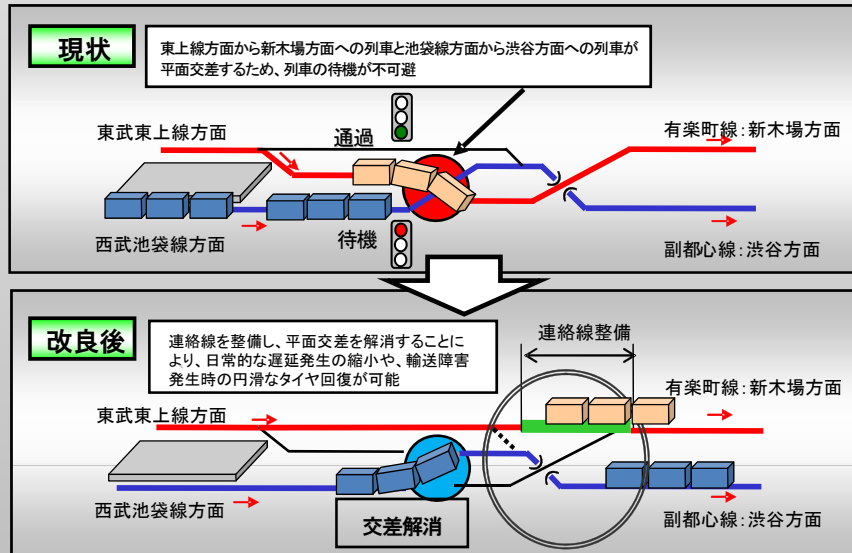 現状
東上線方面から新木場方面への列車と池袋線方面から渋谷方面への列車が
平面交差するため、列車の待機が不可避
東武東上線方面
通過
有楽町線:新木場方面
西武池袋線方面
待機
副都心線:渋谷方面
改良後
連絡線を整備し、平面交差を解消することに
より、日常的な遅延発生の縮小や、輸送障害
発生時の円滑なダイヤ回復が可能
連絡線整備
有楽町線:新木場方面
東武東上線方面
西武池袋線方面
交差解消
副都心線:渋谷方面